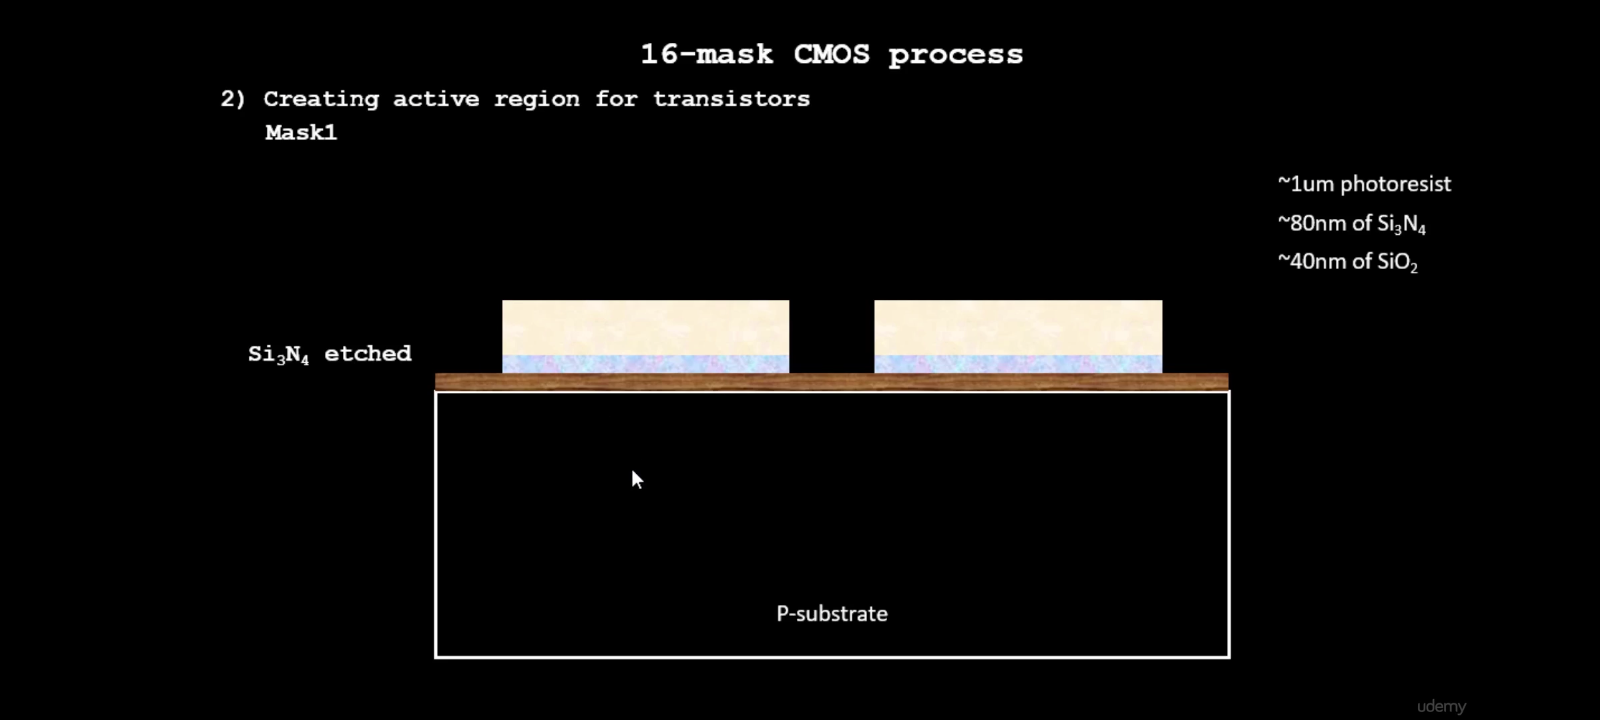 16-mask CMOS process
2) Creating active region for transistors
Mask1
~1um photoresist
~80nm of Si₃N₄
~40nm of SiO₂
Si₃N₄ etched
P-substrate
udemy